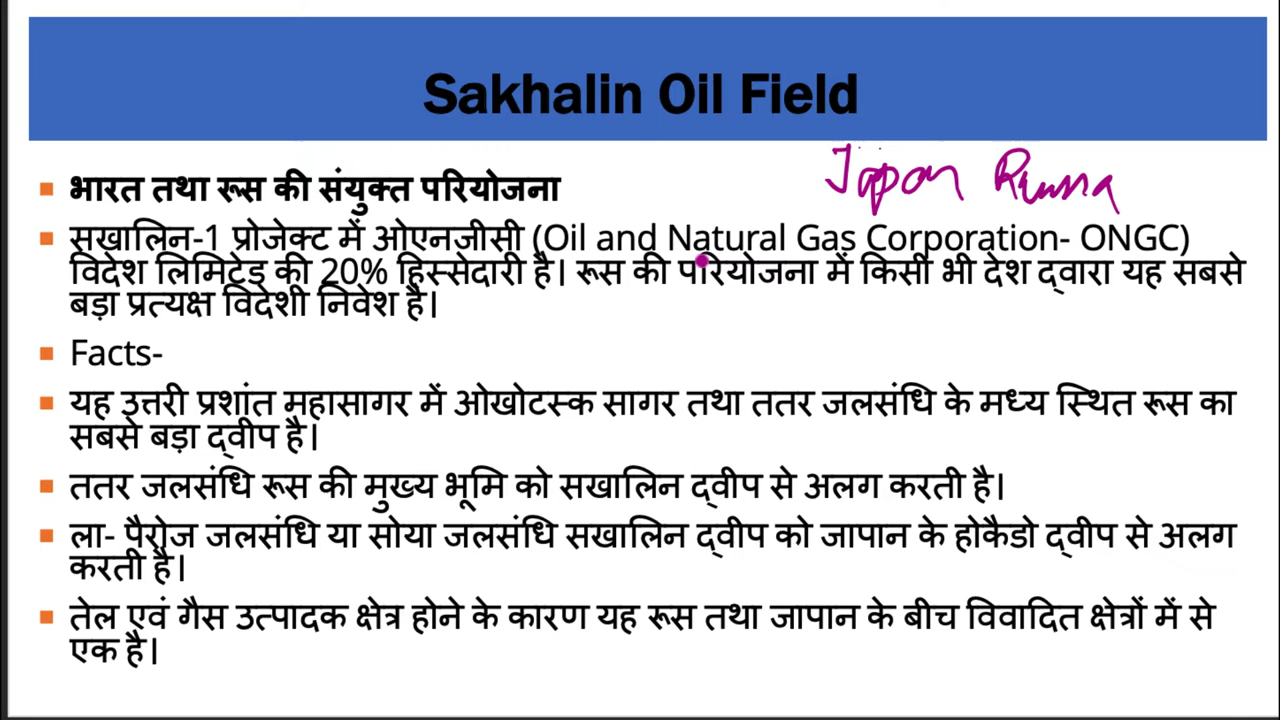 Sakhalin Oil Field
Japan Russia
भारत तथा रूस की संयुक्त परियोजना
सखालिन-1 प्रोजेक्ट में ओएनजीसी (Oil and Natural Gas Corporation- ONGC)
विदेश लिमिटेड की 20% हिस्सेदारी है। रूस की परियोजना में किसी भी देश द्वारा यह सबसे
बड़ा प्रत्यक्ष विदेशी निवेश है।
Facts-
यह उत्तरी प्रशांत महासागर में ओखोटस्क सागर तथा ततर जलसंधि के मध्य स्थित रूस का
सबसे बड़ा द्वीप है।
ततर जलसंधि रूस की मुख्य भूमि को सखालिन द्वीप से अलग करती है।
ला- पैरोज जलसंधि या सोया जलसंधि सखालिन द्वीप को जापान के होकैडो द्वीप से अलग
करती है।
तेल एवं गैस उत्पादक क्षेत्र होने के कारण यह रूस तथा जापान के बीच विवादित क्षेत्रों में से
एक है।